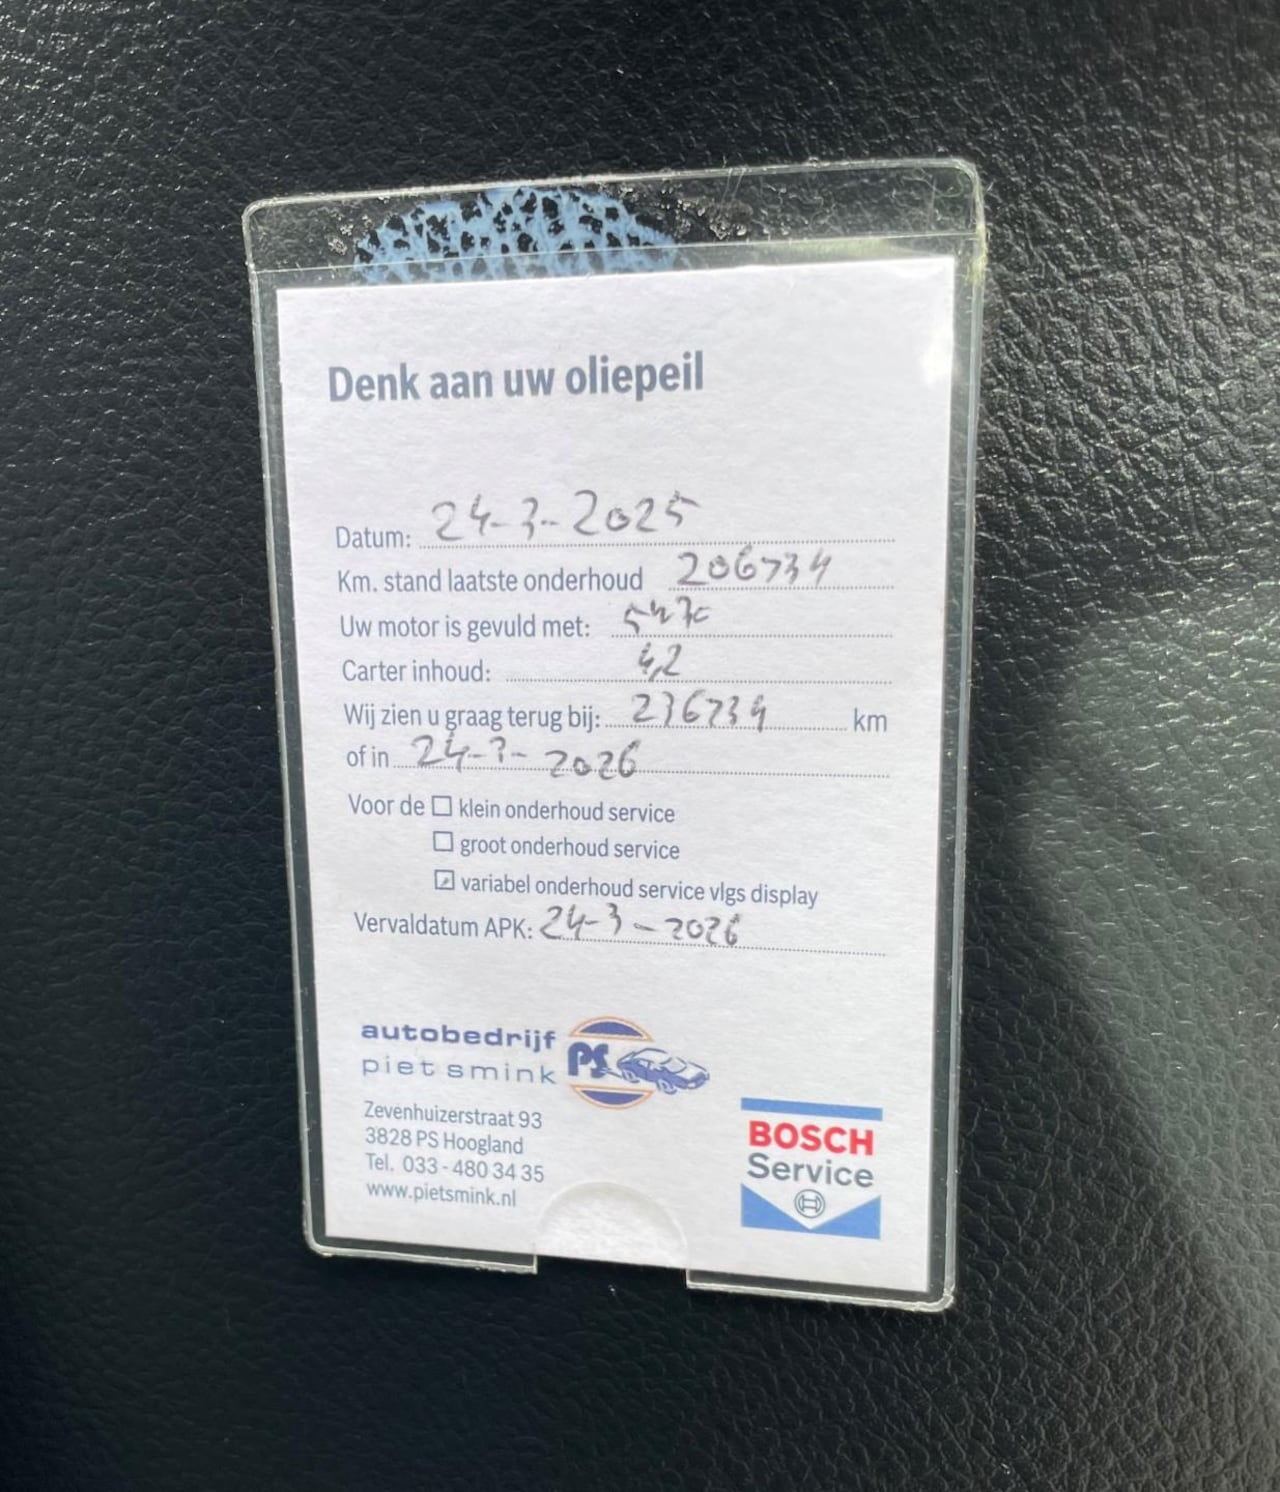 Denk aan uw oliepeil
Datum: 24-3-2025
Km. stand laatste onderhoud 206734
Uw motor is gevuld met: 5W30
Carter inhoud: 4,2
Wij zien u graag terug bij: 236734 km
of in 24-3-2026
Voor de ☐ klein onderhoud service
☐ groot onderhoud service
☑ variabel onderhoud service vlgs display
Vervaldatum APK: 24-3-2026
autobedrijf
piet smink
PS
Zevenhuizerstraat 93
3828 PS Hoogland
Tel. 033 - 480 34 35
www.pietsmink.nl
BOSCH
Service